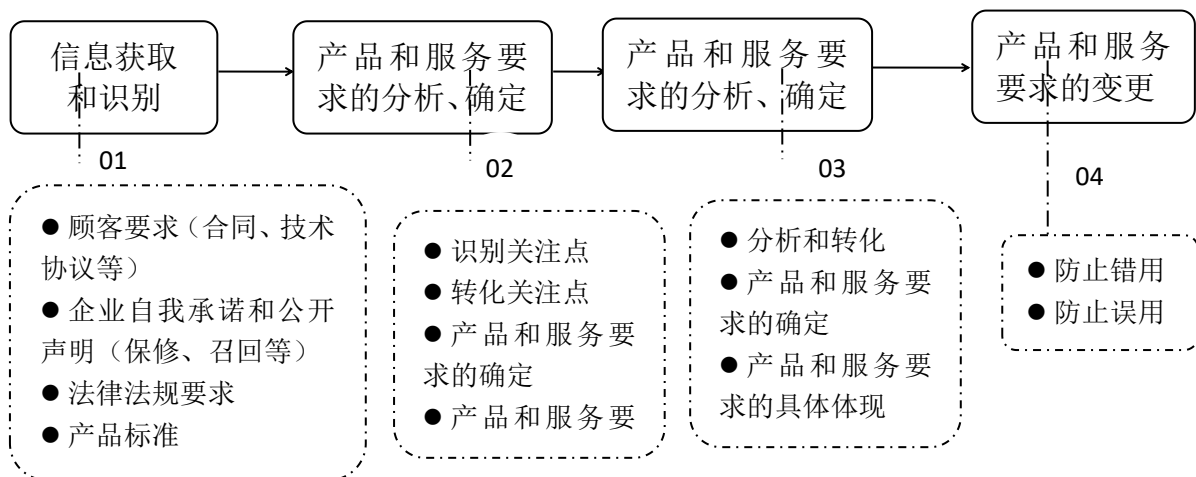 信息获取
和识别
产品和服务要
求的分析、确定
产品和服务要
求的分析、确定
产品和服务
要求的变更
01
02
03
04
● 顾客要求（合同、技术
协议等）
● 企业自我承诺和公开
声明（保修、召回等）
● 法律法规要求
● 产品标准
● 识别关注点
● 转化关注点
● 产品和服务要
求的确定
● 产品和服务要
● 分析和转化
● 产品和服务要
求的确定
● 产品和服务要
求的具体体现
● 防止错用
● 防止误用